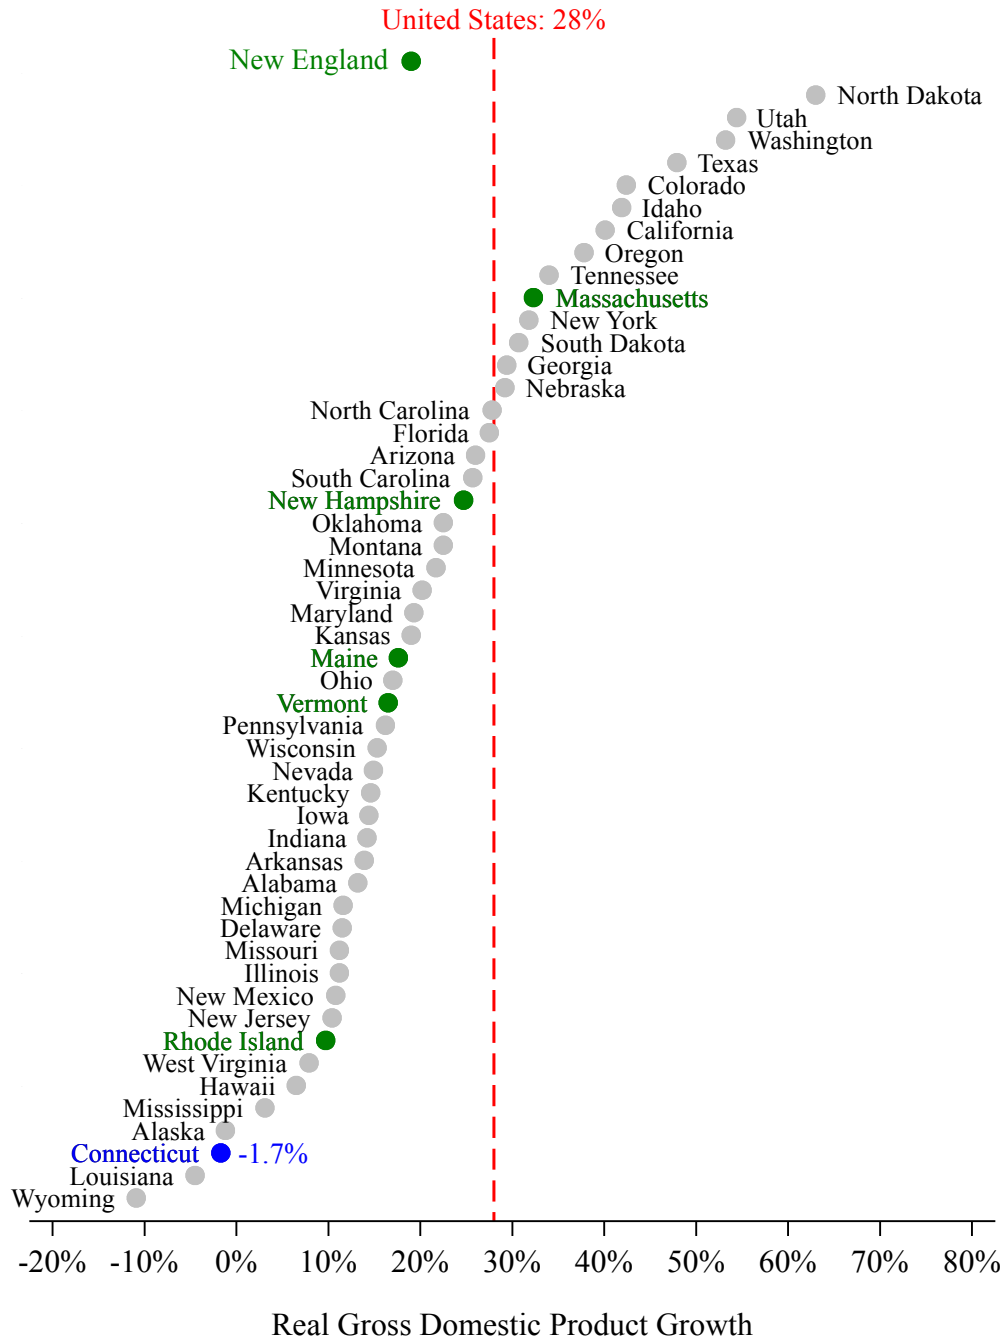 United States: 28%
New England
North Dakota
Utah
Washington
Texas
Colorado
Idaho
California
Oregon
Tennessee
Massachusetts
New York
South Dakota
Georgia
Nebraska
North Carolina
Florida
Arizona
South Carolina
New Hampshire
Oklahoma
Montana
Minnesota
Virginia
Maryland
Kansas
Maine
Ohio
Vermont
Pennsylvania
Wisconsin
Nevada
Kentucky
Iowa
Indiana
Arkansas
Alabama
Michigan
Delaware
Missouri
Illinois
New Mexico
New Jersey
Rhode Island
West Virginia
Hawaii
Mississippi
Alaska
Connecticut -1.7%
Louisiana
Wyoming
-20% -10% 0% 10% 20% 30% 40% 50% 60% 70% 80%
Real Gross Domestic Product Growth